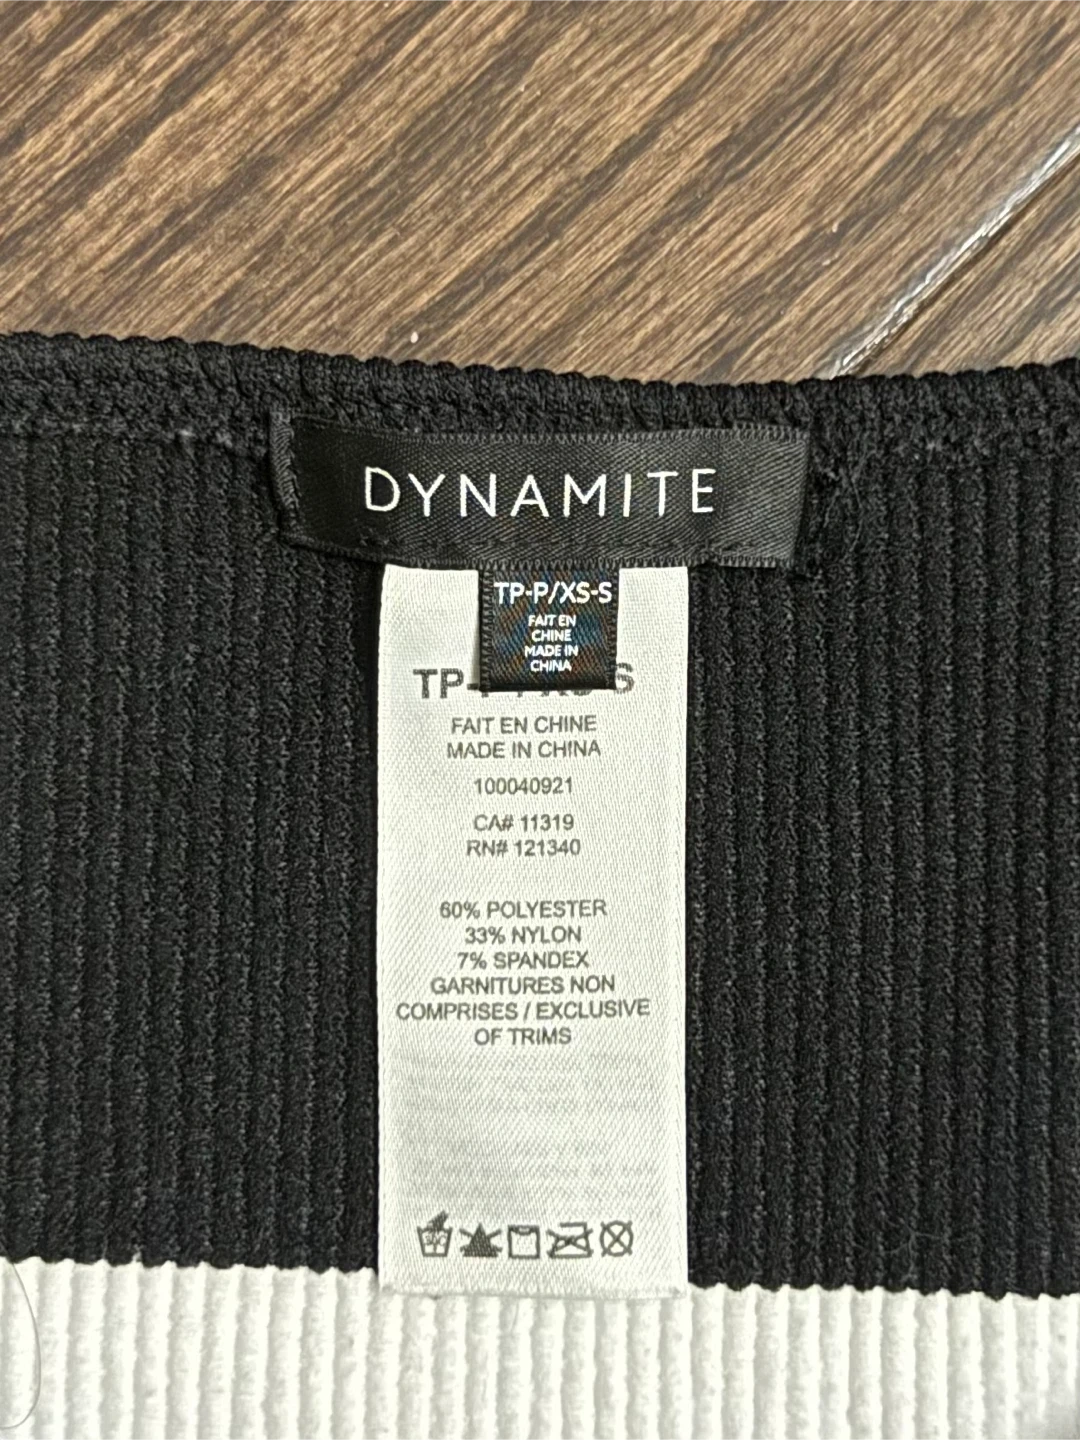 DYNAMITE
TP-P/XS-S
FAIT EN
CHINE
MADE IN
CHINA
FAIT EN CHINE
MADE IN CHINA
100040921
CA# 11319
RN# 121340
60% POLYESTER
33% NYLON
7% SPANDEX
GARNITURES NON
COMPRISES / EXCLUSIVE
OF TRIMS